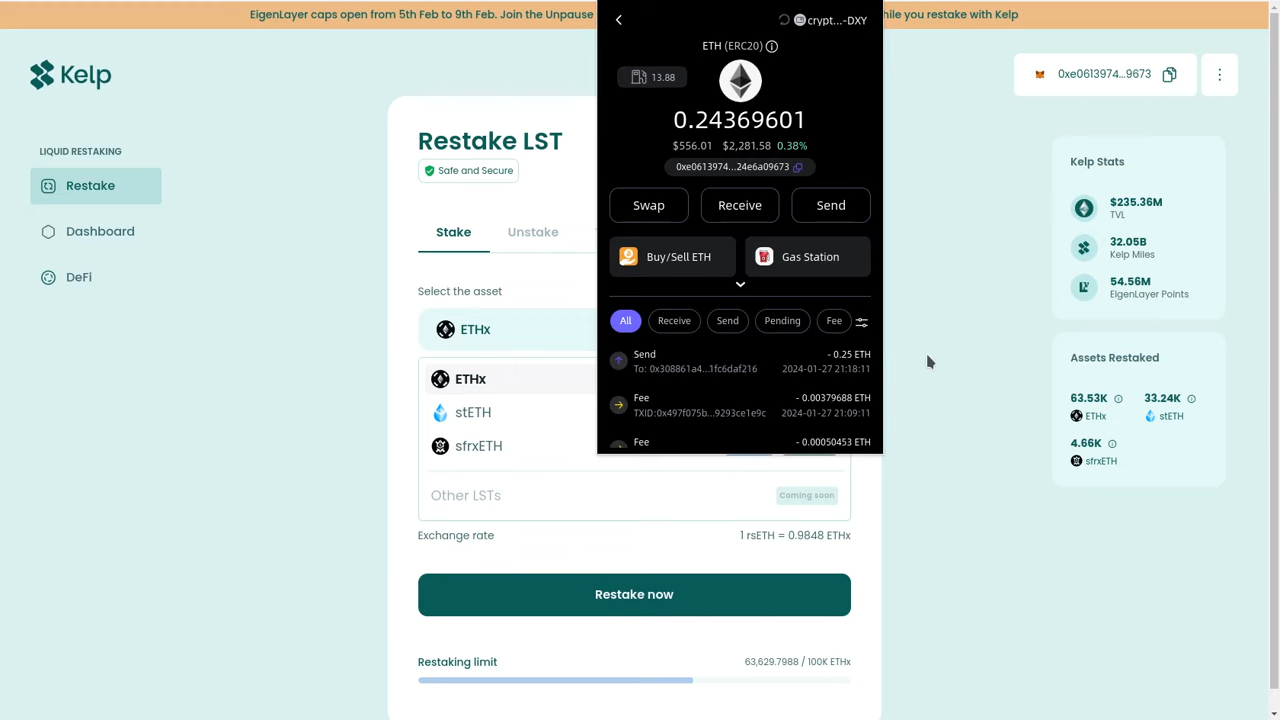 EigenLayer caps open from 5th Feb to 9th Feb. Join the Unpause
while you restake with Kelp
Kelp
0xe0613974...9673
LIQUID RESTAKING
Restake
Dashboard
DeFi
Restake LST
Safe and Secure
Stake
Unstake
Select the asset
ETHx
ETHx
stETH
sfrxETH
Other LSTs
Coming soon
Exchange rate
1 rsETH = 0.9848 ETHx
Restake now
Restaking limit
63,629.7988 / 100K ETHx
crypt...-DXY
ETH (ERC20)
13.88
0.24369601
$556.01 $2,281.58 0.38%
0xe0613974...24e6a09673
Swap
Receive
Send
Buy/Sell ETH
Gas Station
All
Receive
Send
Pending
Fee
Send
- 0.25 ETH
To: 0x308861a4...1fc6daf216
2024-01-27 21:18:11
Fee
- 0.00379688 ETH
TXID:0x497f075b...9293ce1e9c
2024-01-27 21:09:11
Fee
- 0.00050453 ETH
Kelp Stats
$235.36M
TVL
32.05B
Kelp Miles
54.56M
EigenLayer Points
Assets Restaked
63.53K
33.24K
ETHx
stETH
4.66K
sfrxETH